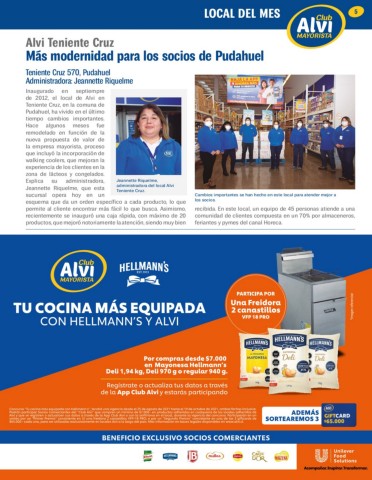 LOCAL DEL MES
5
Club
Alvi
MAYORISTA
Alvi Teniente Cruz
Más modernidad para los socios de Pudahuel
Teniente Cruz 570, Pudahuel
Administradora: Jeannette Riquelme
Inaugurado en septiembre
de 2012, el local de Alvi en
Teniente Cruz, en la comuna de
Pudahuel, ha vivido en el último
tiempo cambios importantes.
Hace algunos meses fue
remodelado en función de la
nueva propuesta de valor de
la empresa mayorista, proceso
que incluyó la incorporación de
walking coolers, que mejoran la
experiencia de los clientes en la
zona de lácteos y congelados.
Explica su administradora,
Jeannette Riquelme, que esta
sucursal opera hoy en un
esquema que da un orden específico a cada producto, lo que
permite al cliente encontrar más fácil lo que busca. Asimismo,
recientemente se inauguró una caja rápida, con máximo de 20
productos, que mejoró notoriamente la atención, siendo muy bien
Jeannette Riquelme,
administradora del local Alvi
Teniente Cruz
Cambios importantes se han hecho en este local para atender mejor a
los socios.
recibida. En este local, un equipo de 45 personas atiende a una
comunidad de clientes compuesta en un 70% por almaceneros,
feriantes y pymes del canal Horeca.
Club
Alvi
MAYORISTA
HELLMANN'S
TU COCINA MÁS EQUIPADA
CON HELLMANN'S Y ALVI
PARTICIPA POR
Una Freidora
2 canastillos
VFP 18 PRO
Por compras desde $7.000
en Mayonesa Hellmann's
Deli 1,94 kg, Deli 970 g o regular 940 g.
Regístrate o actualiza tus datos a través
de la App Club Alvi y estarás participando
HELLMANN'S
MAYONESA
HELLMANN'S
Deli
HELLMANN'S
Deli
ADEMÁS
SORTEAREMOS 3
GIFTCARD
$65.000
BENEFICIO EXCLUSIVO SOCIOS COMERCIANTES
Unilever
Food
Solutions